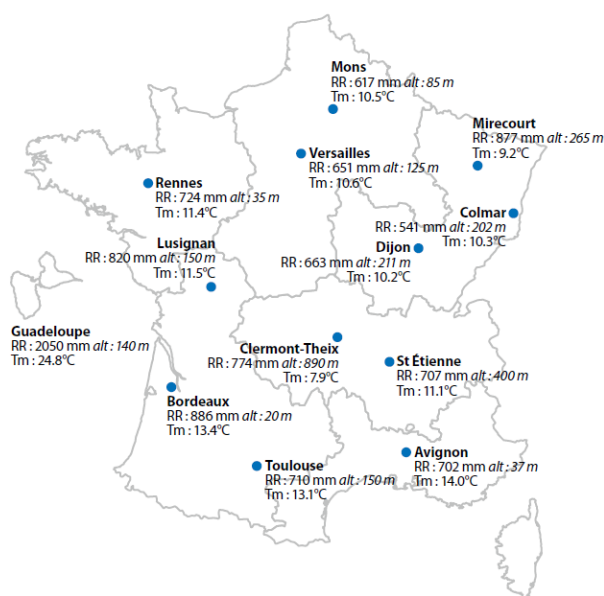 Mons
RR : 617 mm alt : 85 m
Tm : 10.5°C
Mirecourt
RR : 877 mm alt : 265 m
Tm : 9.2°C
Versailles
RR : 651 mm alt : 125 m
Tm : 10.6°C
Rennes
RR : 724 mm alt : 35 m
Tm : 11.4°C
Colmar
RR : 541 mm alt : 202 m
Tm : 10.3°C
Lusignan
RR : 820 mm alt : 150 m
Tm : 11.5°C
Dijon
RR : 663 mm alt : 211 m
Tm : 10.2°C
Guadeloupe
RR : 2050 mm alt : 140 m
Tm : 24.8°C
Clermont-Theix
RR : 774 mm alt : 890 m
Tm : 7.9°C
St Étienne
RR : 707 mm alt : 400 m
Tm : 11.1°C
Bordeaux
RR : 886 mm alt : 20 m
Tm : 13.4°C
Avignon
RR : 702 mm alt : 37 m
Tm : 14.0°C
Toulouse
RR : 710 mm alt : 150 m
Tm : 13.1°C